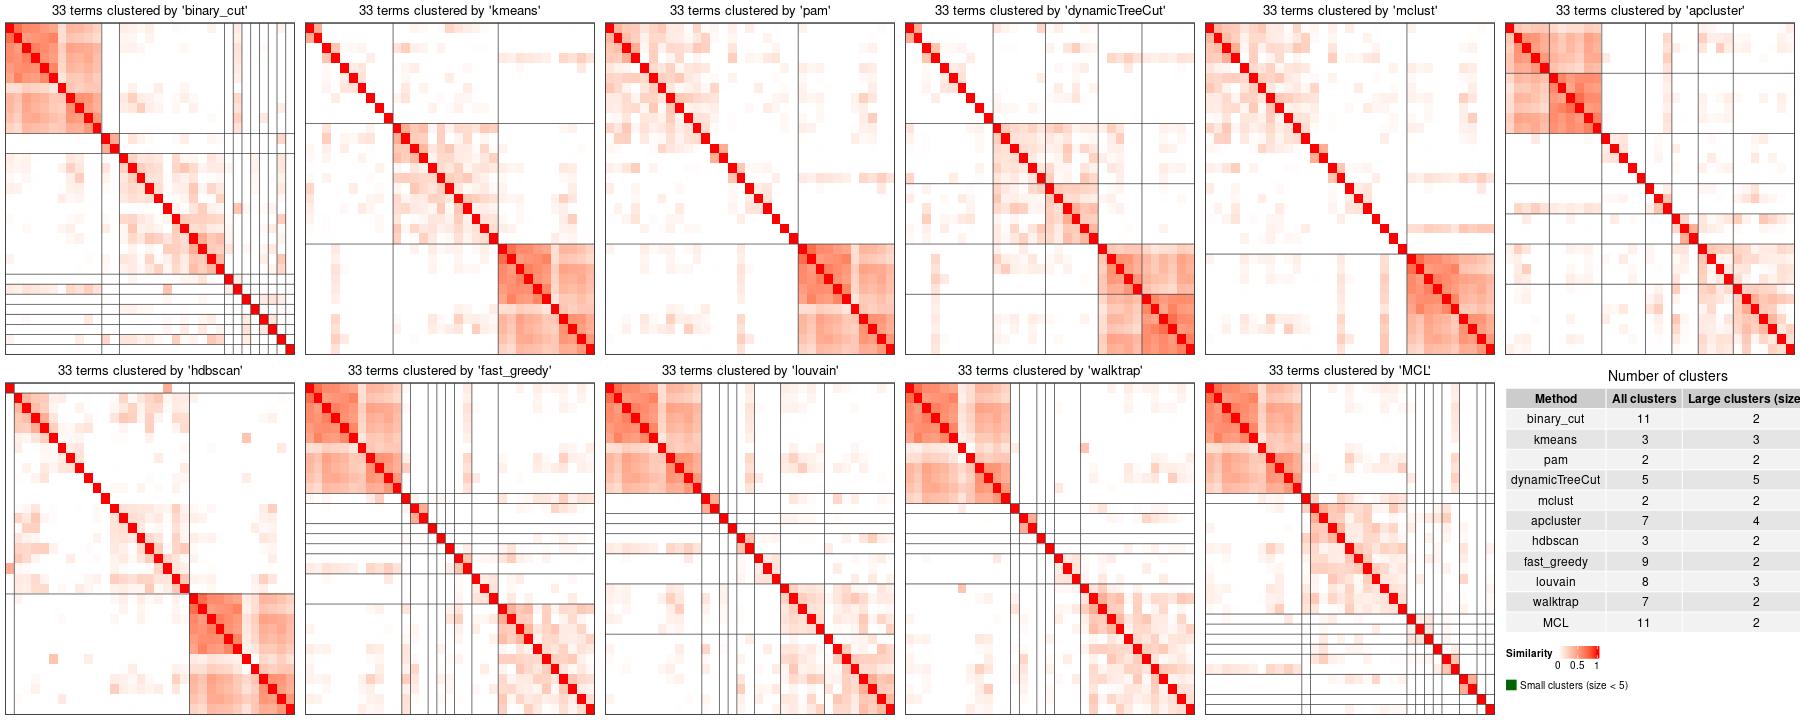 33 terms clustered by 'binary_cut'
33 terms clustered by 'kmeans'
33 terms clustered by 'pam'
33 terms clustered by 'dynamicTreeCut'
33 terms clustered by 'mclust'
33 terms clustered by 'apcluster'
33 terms clustered by 'hdbscan'
33 terms clustered by 'fast_greedy'
33 terms clustered by 'louvain'
33 terms clustered by 'walktrap'
33 terms clustered by 'MCL'
Number of clusters
Method All clusters Large clusters (size
binary_cut 11 2
kmeans 3 3
pam 2 2
dynamicTreeCut 5 5
mclust 2 2
apcluster 7 4
hdbscan 3 2
fast_greedy 9 2
louvain 8 3
walktrap 7 2
MCL 11 2
Similarity
0 0.5 1
Small clusters (size < 5)